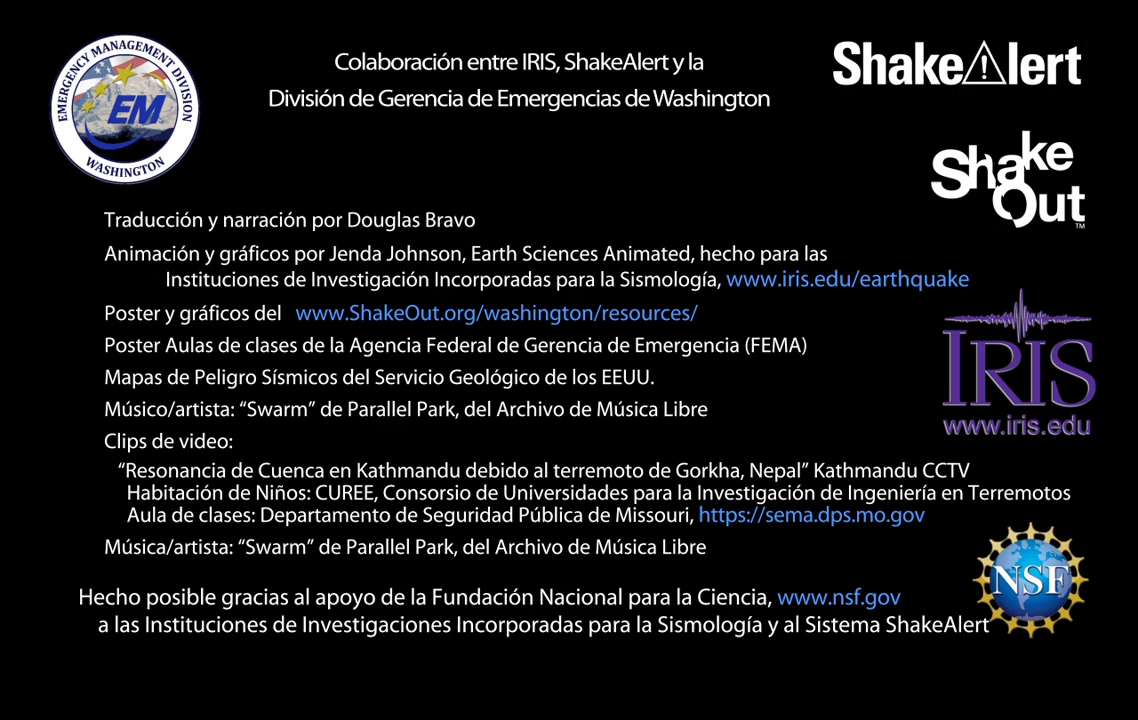 EMERGENCY MANAGEMENT DIVISION
EM
WASHINGTON
Colaboración entre IRIS, ShakeAlert y la
División de Gerencia de Emergencias de Washington
ShakeAlert
Shake
Out™
Traducción y narración por Douglas Bravo
Animación y gráficos por Jenda Johnson, Earth Sciences Animated, hecho para las
Instituciones de Investigación Incorporadas para la Sismología, www.iris.edu/earthquake
Poster y gráficos del www.ShakeOut.org/washington/resources/
Poster Aulas de clases de la Agencia Federal de Gerencia de Emergencia (FEMA)
Mapas de Peligro Sísmicos del Servicio Geológico de los EEUU.
Músico/artista: “Swarm” de Parallel Park, del Archivo de Música Libre
IRIS
www.iris.edu
Clips de video:
“Resonancia de Cuenca en Kathmandu debido al terremoto de Gorkha, Nepal” Kathmandu CCTV
Habitación de Niños: CUREE, Consorsio de Universidades para la Investigación de Ingeniería en Terremotos
Aula de clases: Departamento de Seguridad Pública de Missouri, https://sema.dps.mo.gov
Música/artista: “Swarm” de Parallel Park, del Archivo de Música Libre
NSF
Hecho posible gracias al apoyo de la Fundación Nacional para la Ciencia, www.nsf.gov
a las Instituciones de Investigaciones Incorporadas para la Sismología y al Sistema ShakeAlert